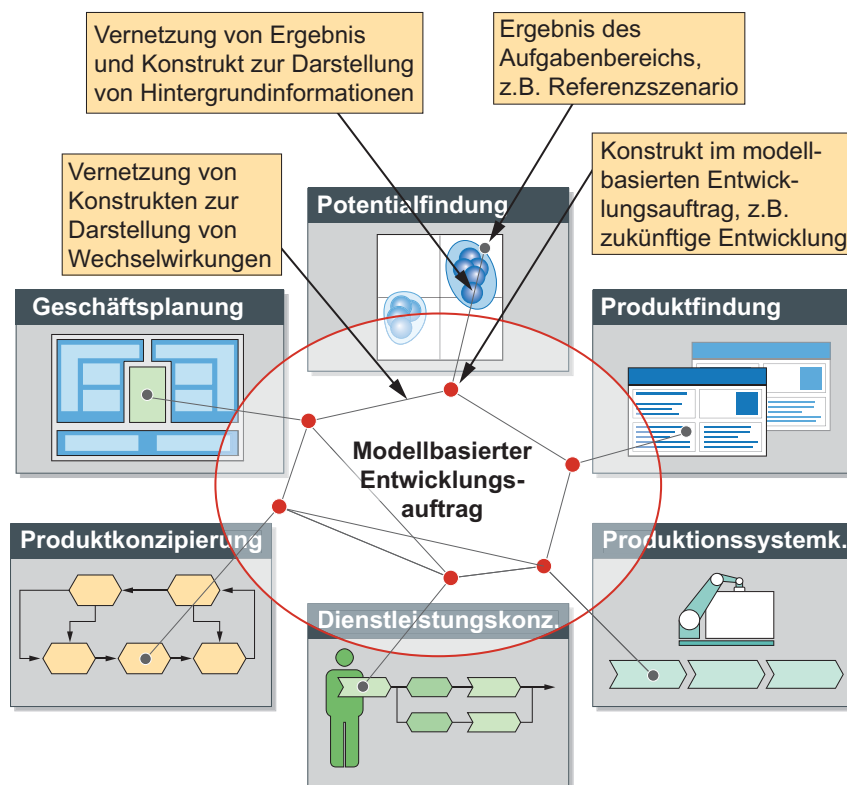 Vernetzung von Ergebnis
und Konstrukt zur Darstellung
von Hintergrundinformationen
Ergebnis des
Aufgabenbereichs,
z.B. Referenzszenario
Vernetzung von
Konstrukten zur
Darstellung von
Wechselwirkungen
Konstrukt im modell-
basierten Entwick-
lungsauftrag, z.B.
zukünftige Entwicklung
Potentialfindung
Geschäftsplanung
Produktfindung
Modellbasierter
Entwicklungs-
auftrag
Produktkonzipierung
Produktionssystemk.
Dienstleistungskonz.